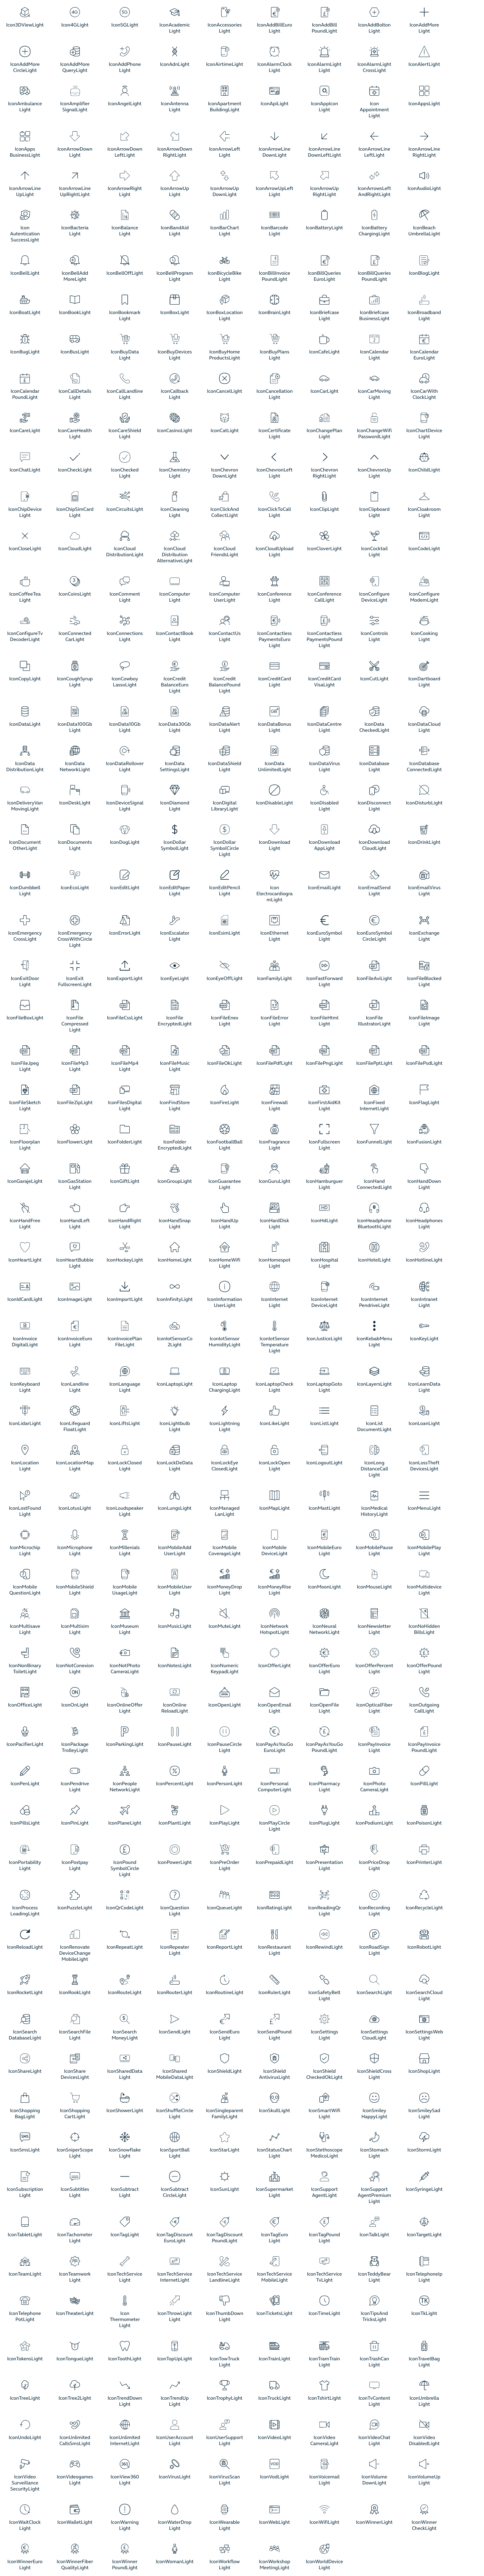 Icon3DViewLight Icon4GLight Icon5GLight IconAcademic Light IconAccessories Light IconAddBillEuro Light IconAddBill PoundLight IconAddBolton Light IconAddMore Light
IconAddMore CircleLight IconAddMore QueryLight IconAddPhone Light IconAdnLight IconAirtimeLight IconAlarmClock Light IconAlarmLight Light IconAlarmLight CrossLight IconAlertLight
IconAmbulance Light IconAmplifier SignalLight IconAngelLight IconAntenna Light IconApartment BuildingLight IconApiLight IconAppIcon Light Icon Appointment Light IconAppsLight
IconApps BusinessLight IconArrowDown Light IconArrowDown LeftLight IconArrowDown RightLight IconArrowLeft Light IconArrowLine DownLight IconArrowLine DownLeftLight IconArrowLine LeftLight IconArrowLine RightLight
IconArrowLine UpLight IconArrowLine UpRightLight IconArrowRight Light IconArrowUp Light IconArrowUp DownLight IconArrowUpLeft Light IconArrowUp RightLight IconArrowsLeft AndRightLight IconAudioLight
Icon Autentication SuccessLight IconBacteria Light IconBalance Light IconBandAid Light IconBarChart Light IconBarcode Light IconBatteryLight IconBattery ChargingLight IconBeach UmbrellaLight
IconBellLight IconBellAdd MoreLight IconBellOffLight IconBellProgram Light IconBicycleBike Light IconBillInvoice PoundLight IconBillQueries EuroLight IconBillQueries PoundLight IconBlogLight
IconBoatLight IconBookLight IconBookmark Light IconBoxLight IconBoxLocation Light IconBrainLight IconBriefcase Light IconBriefcase BusinessLight IconBroadband Light
IconBugLight IconBusLight IconBuyData Light IconBuyDevices Light IconBuyHome ProductsLight IconBuyPlans Light IconCafeLight IconCalendar Light IconCalendar EuroLight
IconCalendar PoundLight IconCallDetails Light IconCallLandline Light IconCallback Light IconCancelLight IconCancellation Light IconCarLight IconCarMoving Light IconCarWith ClockLight
IconCareLight IconCareHealth Light IconCareShield Light IconCasinoLight IconCatLight IconCertificate Light IconChangePlan Light IconChangeWifi PasswordLight IconChartDevice Light
IconChatLight IconCheckLight IconChecked Light IconChemistry Light IconChevron DownLight IconChevronLeft Light IconChevron RightLight IconChevronUp Light IconChildLight
IconChipDevice Light IconChipSimCard Light IconCircuitsLight IconCleaning Light IconClickAnd CollectLight IconClickToCall Light IconClipLight IconClipboard Light IconCloakroom Light
IconCloseLight IconCloudLight IconCloud DistributionLight IconCloud Distribution AlternativeLight IconCloud FriendsLight IconCloudUpload Light IconCloverLight IconCocktail Light IconCodeLight
IconCoffeeTea Light IconCoinsLight IconComment Light IconComputer Light IconComputer UserLight IconConference Light IconConference CallLight IconConfigure DeviceLight IconConfigure ModemLight
IconConfigureTv DecoderLight IconConnected CarLight IconConnections Light IconContactBook Light IconContactUs Light IconContactless PaymentsEuro Light IconContactless PaymentsPound Light IconControls Light IconCooking Light
IconCopyLight IconCoughSyrup Light IconCowboy LassoLight IconCredit BalanceEuro Light IconCredit BalancePound Light IconCreditCard Light IconCreditCard VisaLight IconCutLight IconDartboard Light
IconDataLight IconData100Gb Light IconData10Gb Light IconData30Gb Light IconDataAlert Light IconDataBonus Light IconDataCentre Light IconData CheckedLight IconDataCloud Light
IconData DistributionLight IconData NetworkLight IconDataRollover Light IconData SettingsLight IconDataShield Light IconData UnlimitedLight IconDataVirus Light IconDatabase Light IconDatabase ConnectedLight
IconDeliveryVan MovingLight IconDeskLight IconDeviceSignal Light IconDiamond Light IconDigital LibraryLight IconDisableLight IconDisabled Light IconDisconnect Light IconDisturbLight
IconDocument OtherLight IconDocuments Light IconDogLight IconDollar SymbolLight IconDollar SymbolCircle Light IconDownload Light IconDownload AppLight IconDownload CloudLight IconDrinkLight
IconDumbbell Light IconEcoLight IconEditLight IconEditPaper Light IconEditPencil Light Icon Electrocardiogra mLight IconEmailLight IconEmailSend Light IconEmailVirus Light
IconEmergency CrossLight IconEmergency CrossWithCircle Light IconErrorLight IconEscalator Light IconEsimLight IconEthernet Light IconEuroSymbol Light IconEuroSymbol CircleLight IconExchange Light
IconExitDoor Light IconExit FullscreenLight IconExportLight IconEyeLight IconEyeOffLight IconFamilyLight IconFastForward Light IconFileAviLight IconFileBlocked Light
IconFileBoxLight IconFile Compressed Light IconFileCssLight IconFile EncryptedLight IconFileEnox Light IconFileHtml Light IconFile IllustratorLight IconFileImage Light
IconFileJpeg Light IconFileMp3 Light IconFileMp4 Light IconFileMusic Light IconFileOkLight IconFilePdfLight IconFilePngLight IconFilePptLight IconFilePsdLight
IconFileSketch Light IconFileZipLight IconFilesDigital Light IconFindStore Light IconFireLight IconFirewall Light IconFirstAidKit Light IconFixed InternetLight IconFlagLight
IconFloorplan Light IconFlowerLight IconFolderLight IconFolder EncryptedLight IconFootballBall Light IconFragrance Light IconFullscreen Light IconFunnelLight IconFusionLight
IconGarajeLight IconGasStation Light IconGiftLight IconGroupLight IconGuarantee Light IconGuruLight IconHamburguer Light IconHand ConnectedLight IconHandDown Light
IconHandFree Light IconHandLeft Light IconHandRight Light IconHandSnap Light IconHandUp Light IconHardDisk Light IconHdLight IconHeadphone BluetoothLight IconHeadphones Light
IconHeartLight IconHeartBubble Light IconHockeyLight IconHomeLight IconHomeWifi Light IconHomespot Light IconHospital Light IconHotelLight IconHotlineLight
IconIdCardLight IconImageLight IconImportLight IconInfinityLight IconInformation UserLight IconInternet Light IconInternet DeviceLight IconInternet PendriveLight IconIntranet Light
IconInvoice DigitalLight IconInvoiceEuro Light IconInvoicePlan FileLight IconIotSensorCo 2Light IconIotSensor HumidityLight IconIotSensor Temperature Light IconJusticeLight IconKebabMenu Light IconKeyLight
IconKeyboard Light IconLandline Light IconLanguage Light IconLaptopLight IconLaptop ChargingLight IconLaptopCheck Light IconLaptopGoto Light IconLayersLight IconLearnData Light
IconLidarLight IconLifeguard FloatLight IconLiftsLight IconLightbulb Light IconLightning Light IconLikeLight IconListLight IconList DocumentLight IconLoanLight
IconLocation Light IconLocationMap Light IconLockClosed Light IconLockDeData Light IconLockEye ClosedLight IconLockOpen Light IconLogoutLight IconLong DistanceCall Light IconLossTheft DevicesLight
IconLostFound Light IconLotusLight IconLoudspeaker Light IconLungsLight IconManaged LanLight IconMapLight IconMastLight IconMedical HistoryLight IconMenuLight
IconMicrochip Light IconMicrophone Light IconMillenials Light IconMobileAdd UserLight IconMobile CoverageLight IconMobile DeviceLight IconMobileEuro Light IconMobilePause Light IconMobilePlay Light
IconMobile QuestionLight IconMobileShield Light IconMobile UsageLight IconMobileUser Light IconMoneyDrop Light IconMoneyRise Light IconMoonLight IconMouseLight IconMultidevice Light
IconMultisave Light IconMultisim Light IconMuseum Light IconMusicLight IconMuteLight IconNetwork HotspotLight IconNeural NetworkLight IconNewsletter Light IconNoHidden BillsLight
IconNonBinary ToiletLight IconNotConexion Light IconNotPhoto CameraLight IconNotesLight IconNumeric KeypadLight IconOfferLight IconOfferEuro Light IconOfferPercent Light IconOfferPound Light
IconOfficeLight IconOnLight IconOnlineOffer Light IconOnline ReloadLight IconOpenLight IconOpenEmail Light IconOpenFile Light IconOpticalFiber Light IconOutgoing CallLight
IconPacifierLight IconPackage TrolleyLight IconParkingLight IconPauseLight IconPauseCircle Light IconPayAsYouGo EuroLight IconPayAsYouGo PoundLight IconPayInvoice Light IconPayInvoice PoundLight
IconPenLight IconPendrive Light IconPeople NetworkLight IconPercentLight IconPersonLight IconPersonal ComputerLight IconPharmacy Light IconPhoto CameraLight IconPillLight
IconPillsLight IconPinLight IconPlaneLight IconPlantLight IconPlayLight IconPlayCircle Light IconPlugLight IconPodiumLight IconPoisonLight
IconPortability Light IconPostpay Light IconPound SymbolCircle Light IconPowerLight IconPreOrder Light IconPrepaidLight IconPresentation Light IconPriceDrop Light IconPrinterLight
IconProcess LoadingLight IconPuzzleLight IconQrCodeLight IconQuestion Light IconQueueLight IconRatingLight IconReadingQr Light IconRecording Light IconRecycleLight
IconReloadLight IconRenovate DeviceChange MobileLight IconRepeatLight IconRepeater Light IconReportLight IconRestaurant Light IconRewindLight IconRoadSign Light IconRobotLight
IconRocketLight IconRookLight IconRouteLight IconRouterLight IconRoutineLight IconRulerLight IconSafetyBelt Light IconSearchLight IconSearchCloud Light
IconSearch DatabaseLight IconSearchFile Light IconSearch MoneyLight IconSendLight IconSendEuro Light IconSendPound Light IconSettings Light IconSettings CloudLight IconSettingsWeb Light
IconShareLight IconShare DevicesLight IconSharedData Light IconShared MobileDataLight IconShieldLight IconShield AntivirusLight IconShield CheckedOkLight IconShieldCross Light IconShopLight
IconShopping BagLight IconShopping CartLight IconShowerLight IconShuffleCircle Light IconSingleparent FamilyLight IconSkullLight IconSmartWifi Light IconSmiley HappyLight IconSmileySad Light
IconSmsLight IconSniperScope Light IconSnowflake Light IconSportBall Light IconStarLight IconStatusChart Light IconStethoscope MedicoLight IconStomach Light IconStormLight
IconSubscription Light IconSubtitles Light IconSubtract Light IconSubtract CircleLight IconSunLight IconSupermarket Light IconSupport AgentLight IconSupport AgentPremium Light IconSyringeLight
IconTabletLight IconTachometer Light IconTagLight IconTagDiscount EuroLight IconTagDiscount PoundLight IconTagEuro Light IconTagPound Light IconTalkLight IconTargetLight
IconTeamLight IconTeamwork Light IconTechService Light IconTechService InternetLight IconTechService LandlineLight IconTechService MobileLight IconTechService TvLight IconTeddyBear Light IconTelephoneIp Light
IconTelephone PotLight IconTheaterLight Icon Thermometer Light IconThrowLight IconThumbDown Light IconTicketsLight IconTimeLight IconTipsAnd TricksLight IconTkLight
IconTokensLight IconTongueLight IconToothLight IconTopUpLight IconTowTruck Light IconTrainLight IconTramTrain Light IconTrashCan Light IconTravelBag Light
IconTreeLight IconTree2Light IconTrendDown Light IconTrendUp Light IconTrophyLight IconTruckLight IconTshirtLight IconTvContent Light IconUmbrella Light
IconUndoLight IconUnlimited CallsSmsLight IconUnlimited InternetLight IconUserAccount Light IconUserSupport Light IconVideoLight IconVideo CameraLight IconVideoChat Light IconVideo DisabledLight
IconVideo Surveillance SecurityLight IconVideogames Light IconView360 Light IconVirusLight IconVirusScan Light IconVodLight IconVoicemail Light IconVolume DownLight IconVolumeUp Light
IconWaitClock Light IconWalletLight IconWarning Light IconWaterDrop Light IconWearable Light IconWebLight IconWifiLight IconWinnerLight IconWinner CheckLight
IconWinnerEuro Light IconWinnerFiber QualityLight IconWinner PoundLight IconWomanLight IconWorkflow Light IconWorkshop MeetingLight IconWorldDevice Light